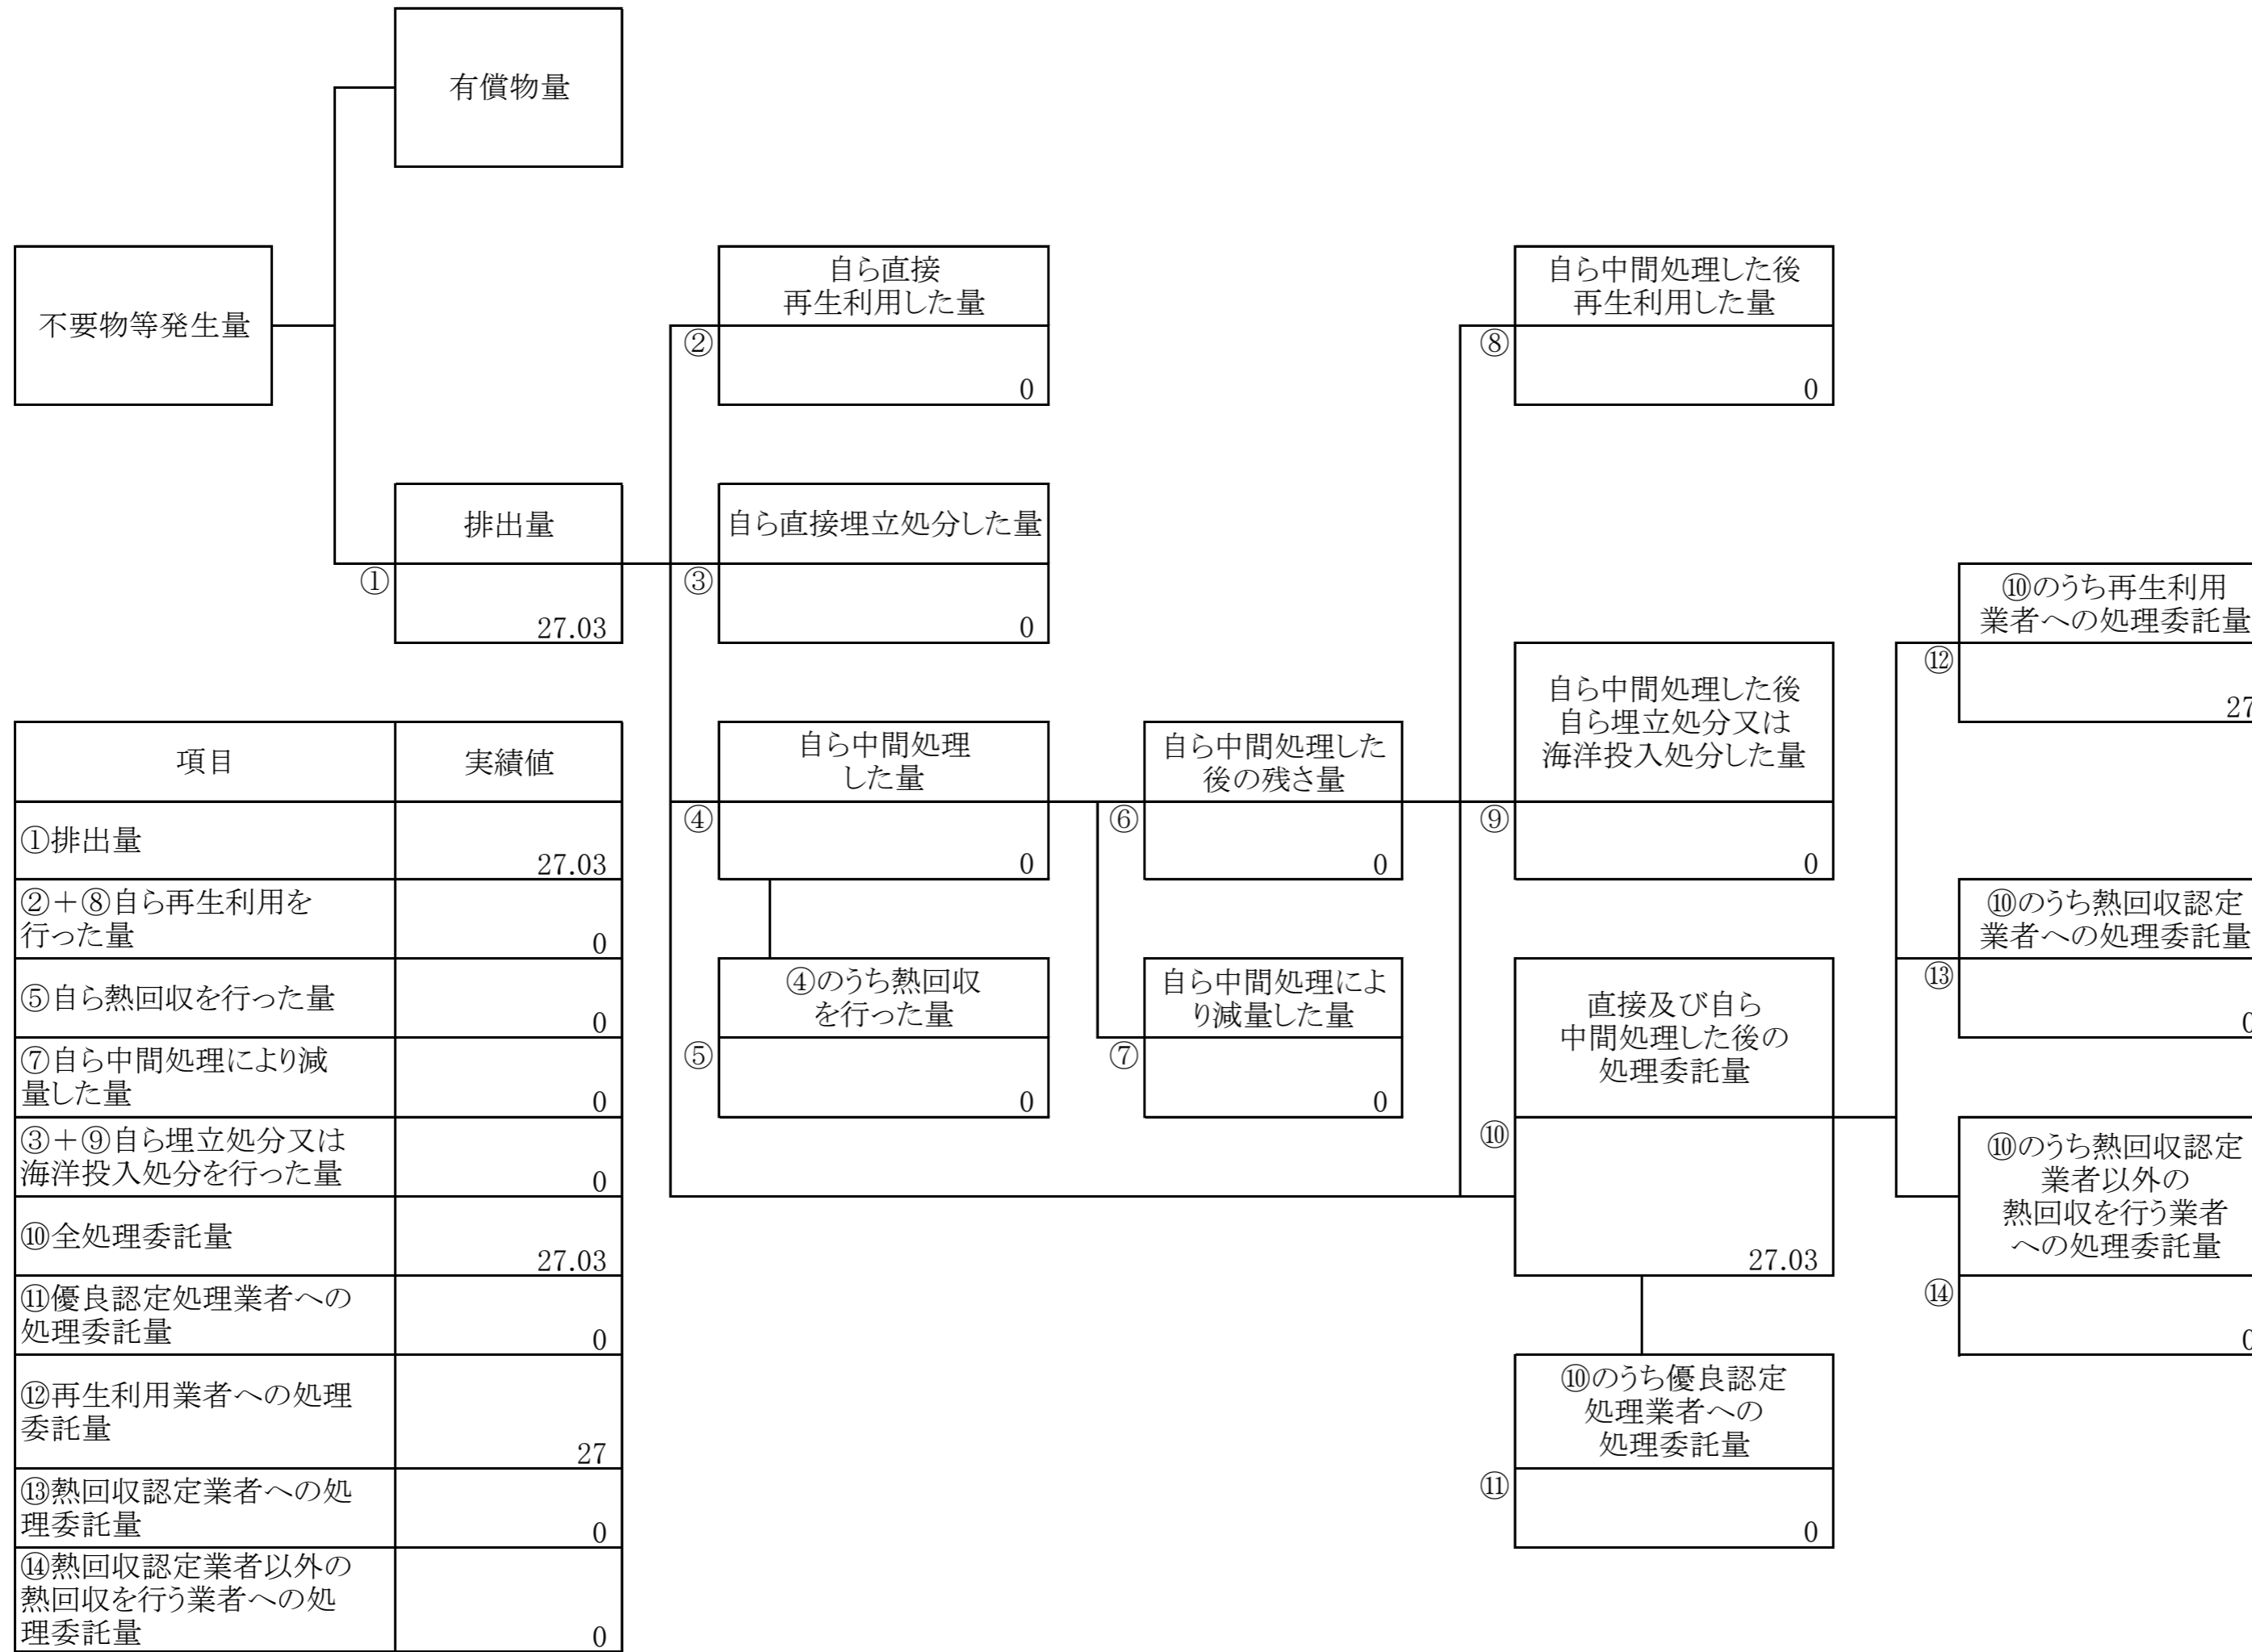 有償物量
不要物等発生量
自ら直接
再生利用した量
②
0
自ら中間処理した後
再生利用した量
⑧
0
排出量
①
27.03
自ら直接埋立処分した量
③
0
⑩のうち再生利用
業者への処理委託量
⑫
27
自ら中間処理
した量
④
0
自ら中間処理した
後の残さ量
⑥
0
自ら中間処理した後
自ら埋立処分又は
海洋投入処分した量
⑨
0
⑩のうち熱回収認定
業者への処理委託量
⑬
0
④のうち熱回収
を行った量
⑤
0
自ら中間処理によ
り減量した量
⑦
0
直接及び自ら
中間処理した後の
処理委託量
⑩
27.03
⑩のうち熱回収認定
業者以外の
熱回収を行う業者
への処理委託量
⑭
0
⑩のうち優良認定
処理業者への
処理委託量
⑪
0
項目 実績値
①排出量 27.03
②+⑧自ら再生利用を
行った量 0
⑤自ら熱回収を行った量 0
⑦自ら中間処理により減
量した量 0
③+⑨自ら埋立処分又は
海洋投入処分を行った量 0
⑩全処理委託量 27.03
⑪優良認定処理業者への
処理委託量 0
⑫再生利用業者への処理
委託量 27
⑬熱回収認定業者への処
理委託量 0
⑭熱回収認定業者以外の
熱回収を行う業者への処
理委託量 0